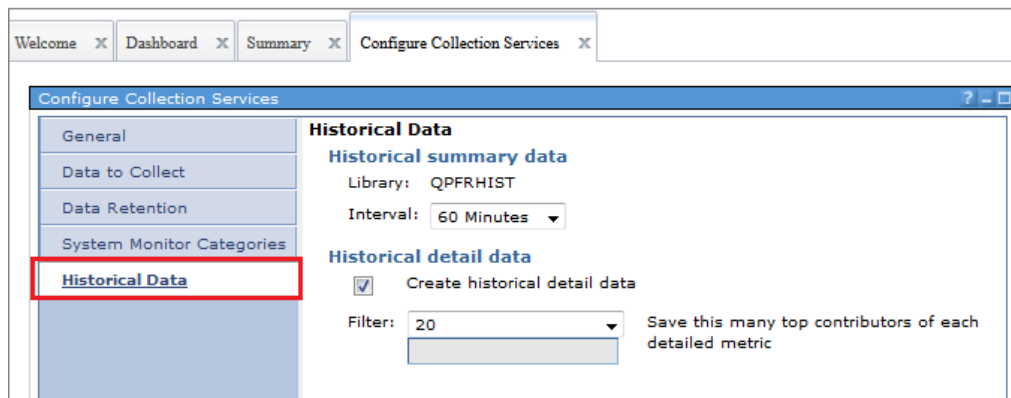 Welcome X Dashboard X Summary X Configure Collection Services X
Configure Collection Services ?
General
Data to Collect
Data Retention
System Monitor Categories
Historical Data
Historical Data
Historical summary data
Library: QPFRHIST
Interval: 60 Minutes
Historical detail data
Create historical detail data
Filter: 20
Save this many top contributors of each
detailed metric